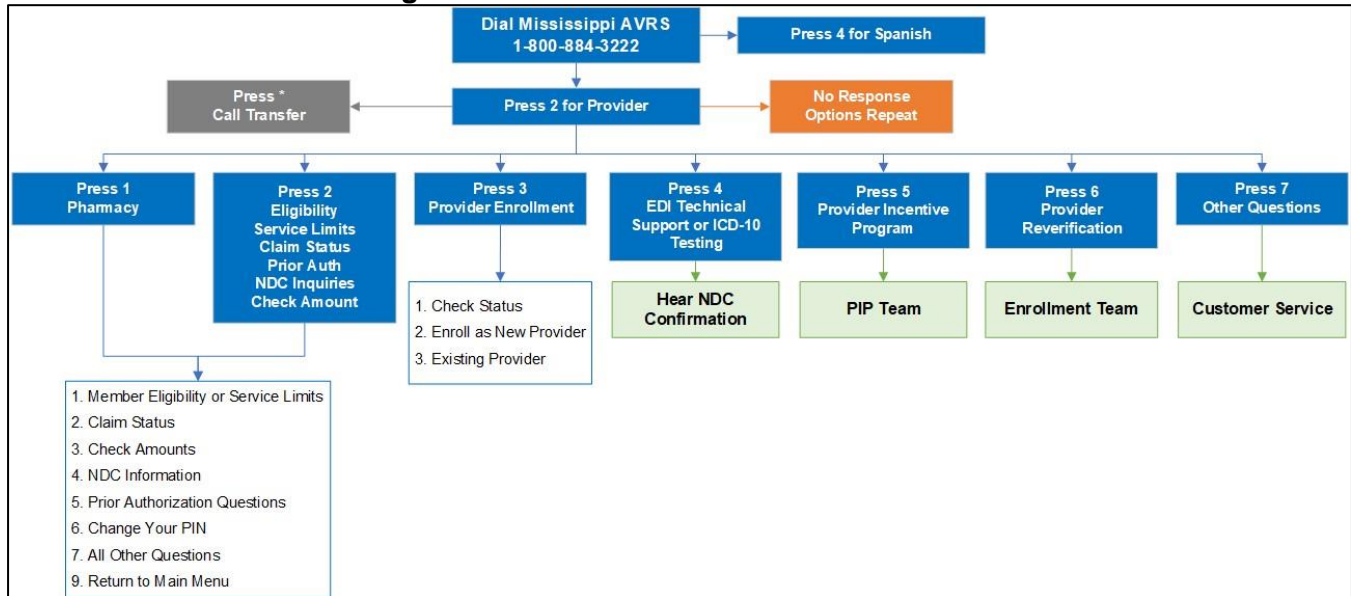 Dial Mississippi AVRS
1-800-884-3222
Press 4 for Spanish
Press *
Call Transfer
Press 2 for Provider
No Response
Options Repeat
Press 1
Pharmacy
Press 2
Eligibility
Service Limits
Claim Status
Prior Auth
NDC Inquiries
Check Amount
Press 3
Provider Enrollment
Press 4
EDI Technical
Support or ICD-10
Testing
Press 5
Provider Incentive
Program
Press 6
Provider
Reverification
Press 7
Other Questions
1. Check Status
2. Enroll as New Provider
3. Existing Provider
Hear NDC
Confirmation
PIP Team
Enrollment Team
Customer Service
1. Member Eligibility or Service Limits
2. Claim Status
3. Check Amounts
4. NDC Information
5. Prior Authorization Questions
6. Change Your PIN
7. All Other Questions
9. Return to Main Menu